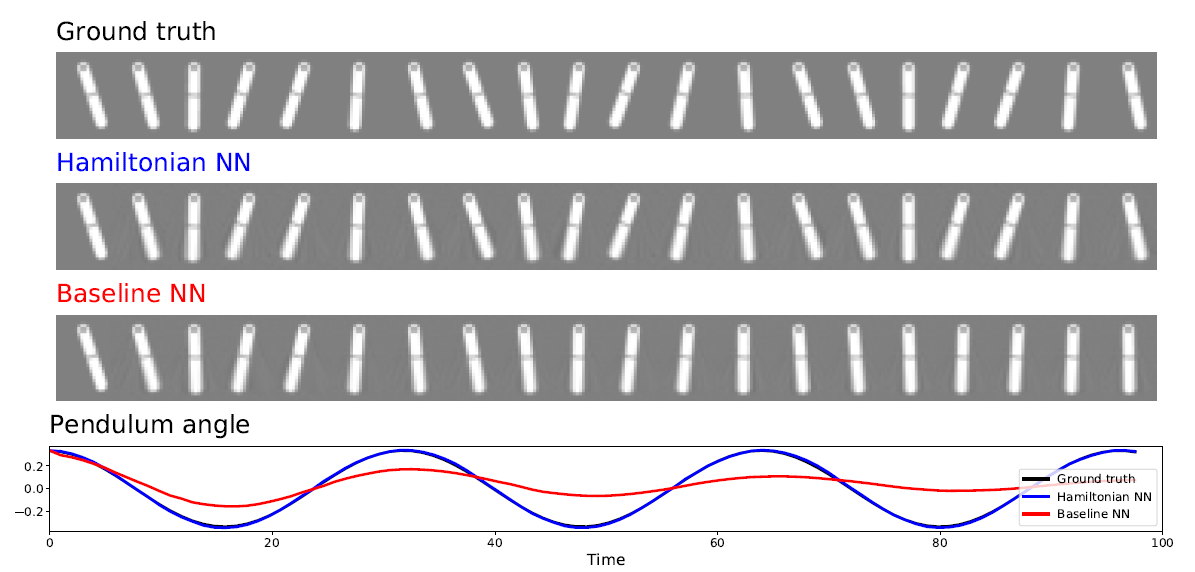 Ground truth
Hamiltonian NN
Baseline NN
Pendulum angle
0.2
0.0
−0.2
Ground truth
Hamiltonian NN
Baseline NN
0 20 40 60 80 100
Time